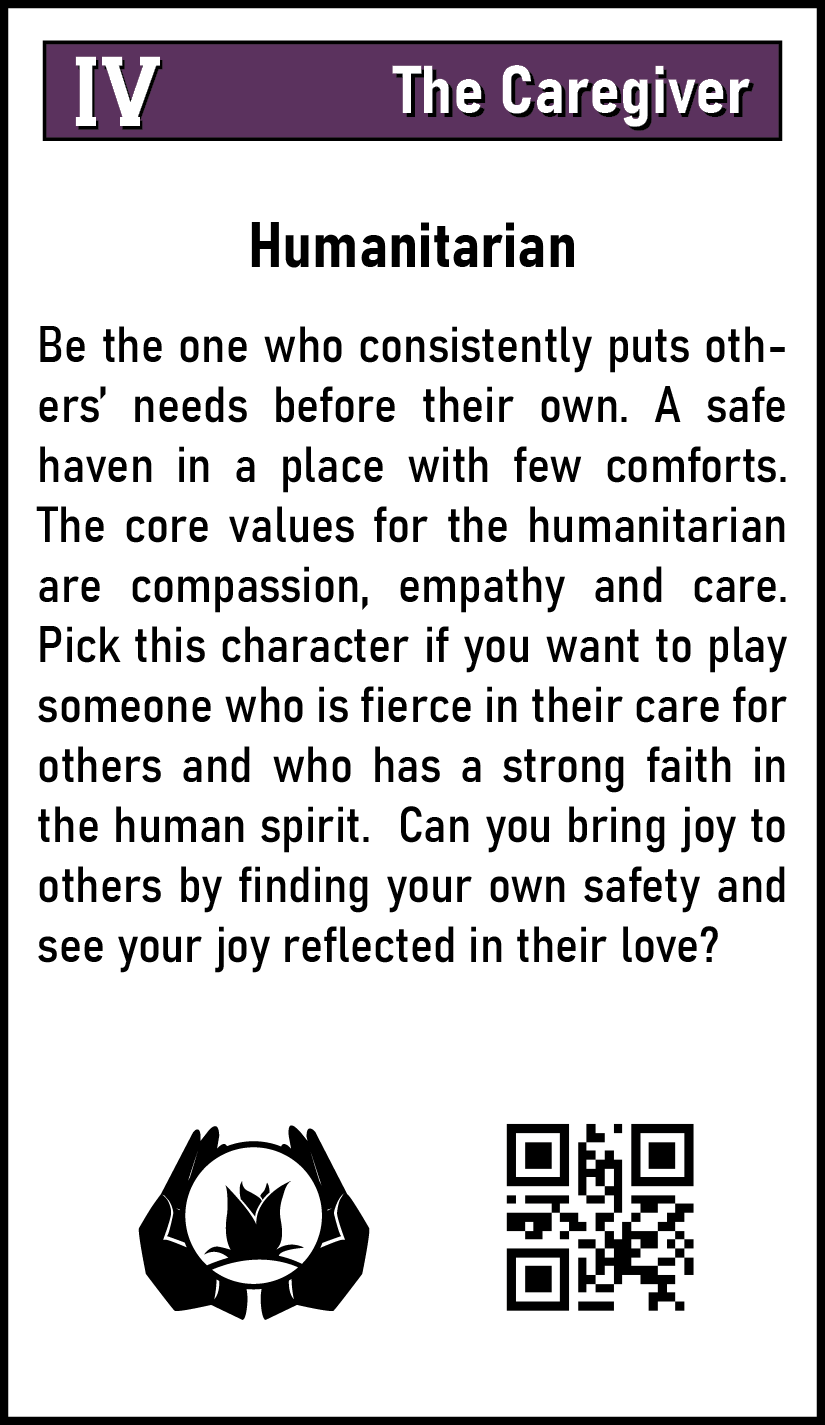 IV The Caregiver
Humanitarian
Be the one who consistently puts oth-
ers’ needs before their own. A safe
haven in a place with few comforts.
The core values for the humanitarian
are compassion, empathy and care.
Pick this character if you want to play
someone who is fierce in their care for
others and who has a strong faith in
the human spirit.  Can you bring joy to
others by finding your own safety and
see your joy reflected in their love?